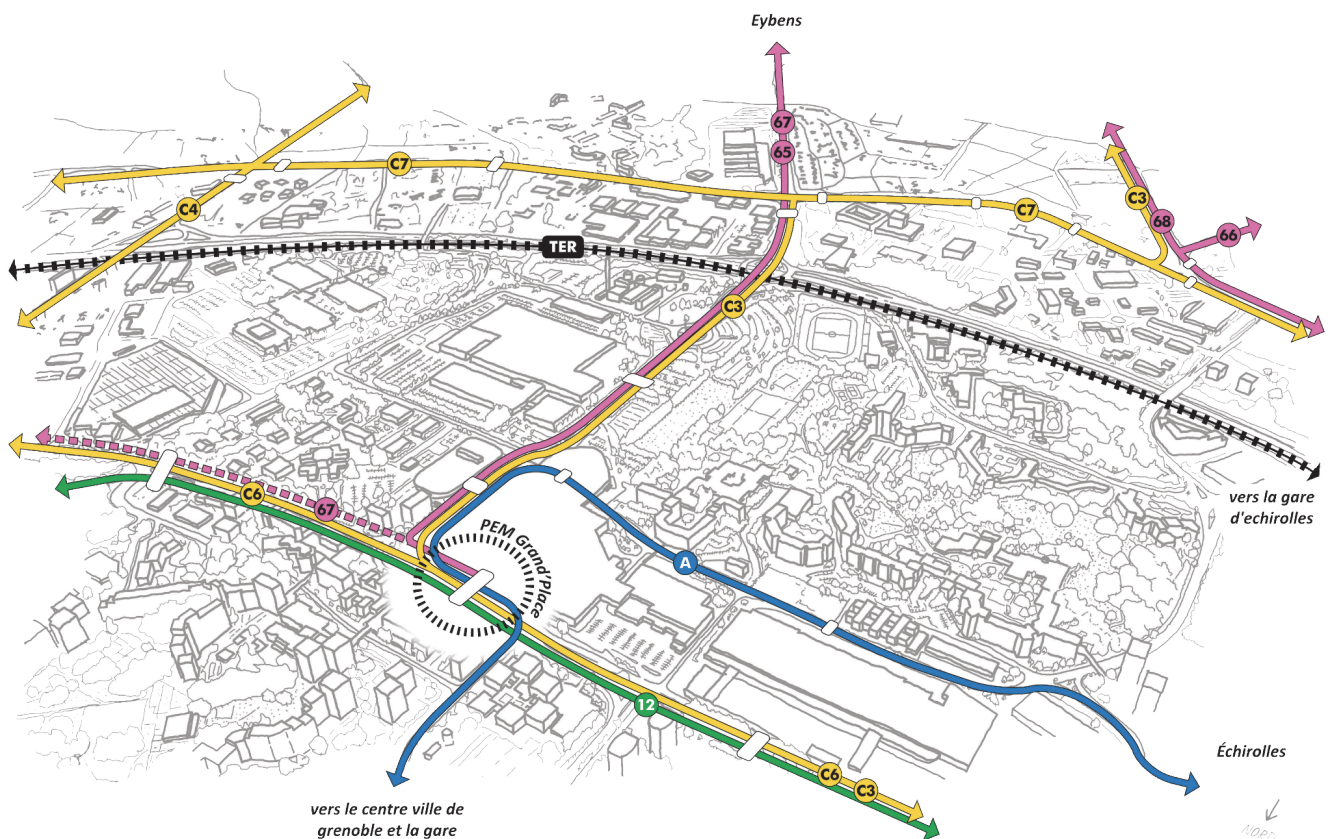 Eybens
67
65
C7
C4
TER
C3
C7
C3
68
66
C6
67
PEM Grand'Place
A
vers la gare
d'echirolles
12
C6
C3
Échirolles
vers le centre ville de
grenoble et la gare
NORD